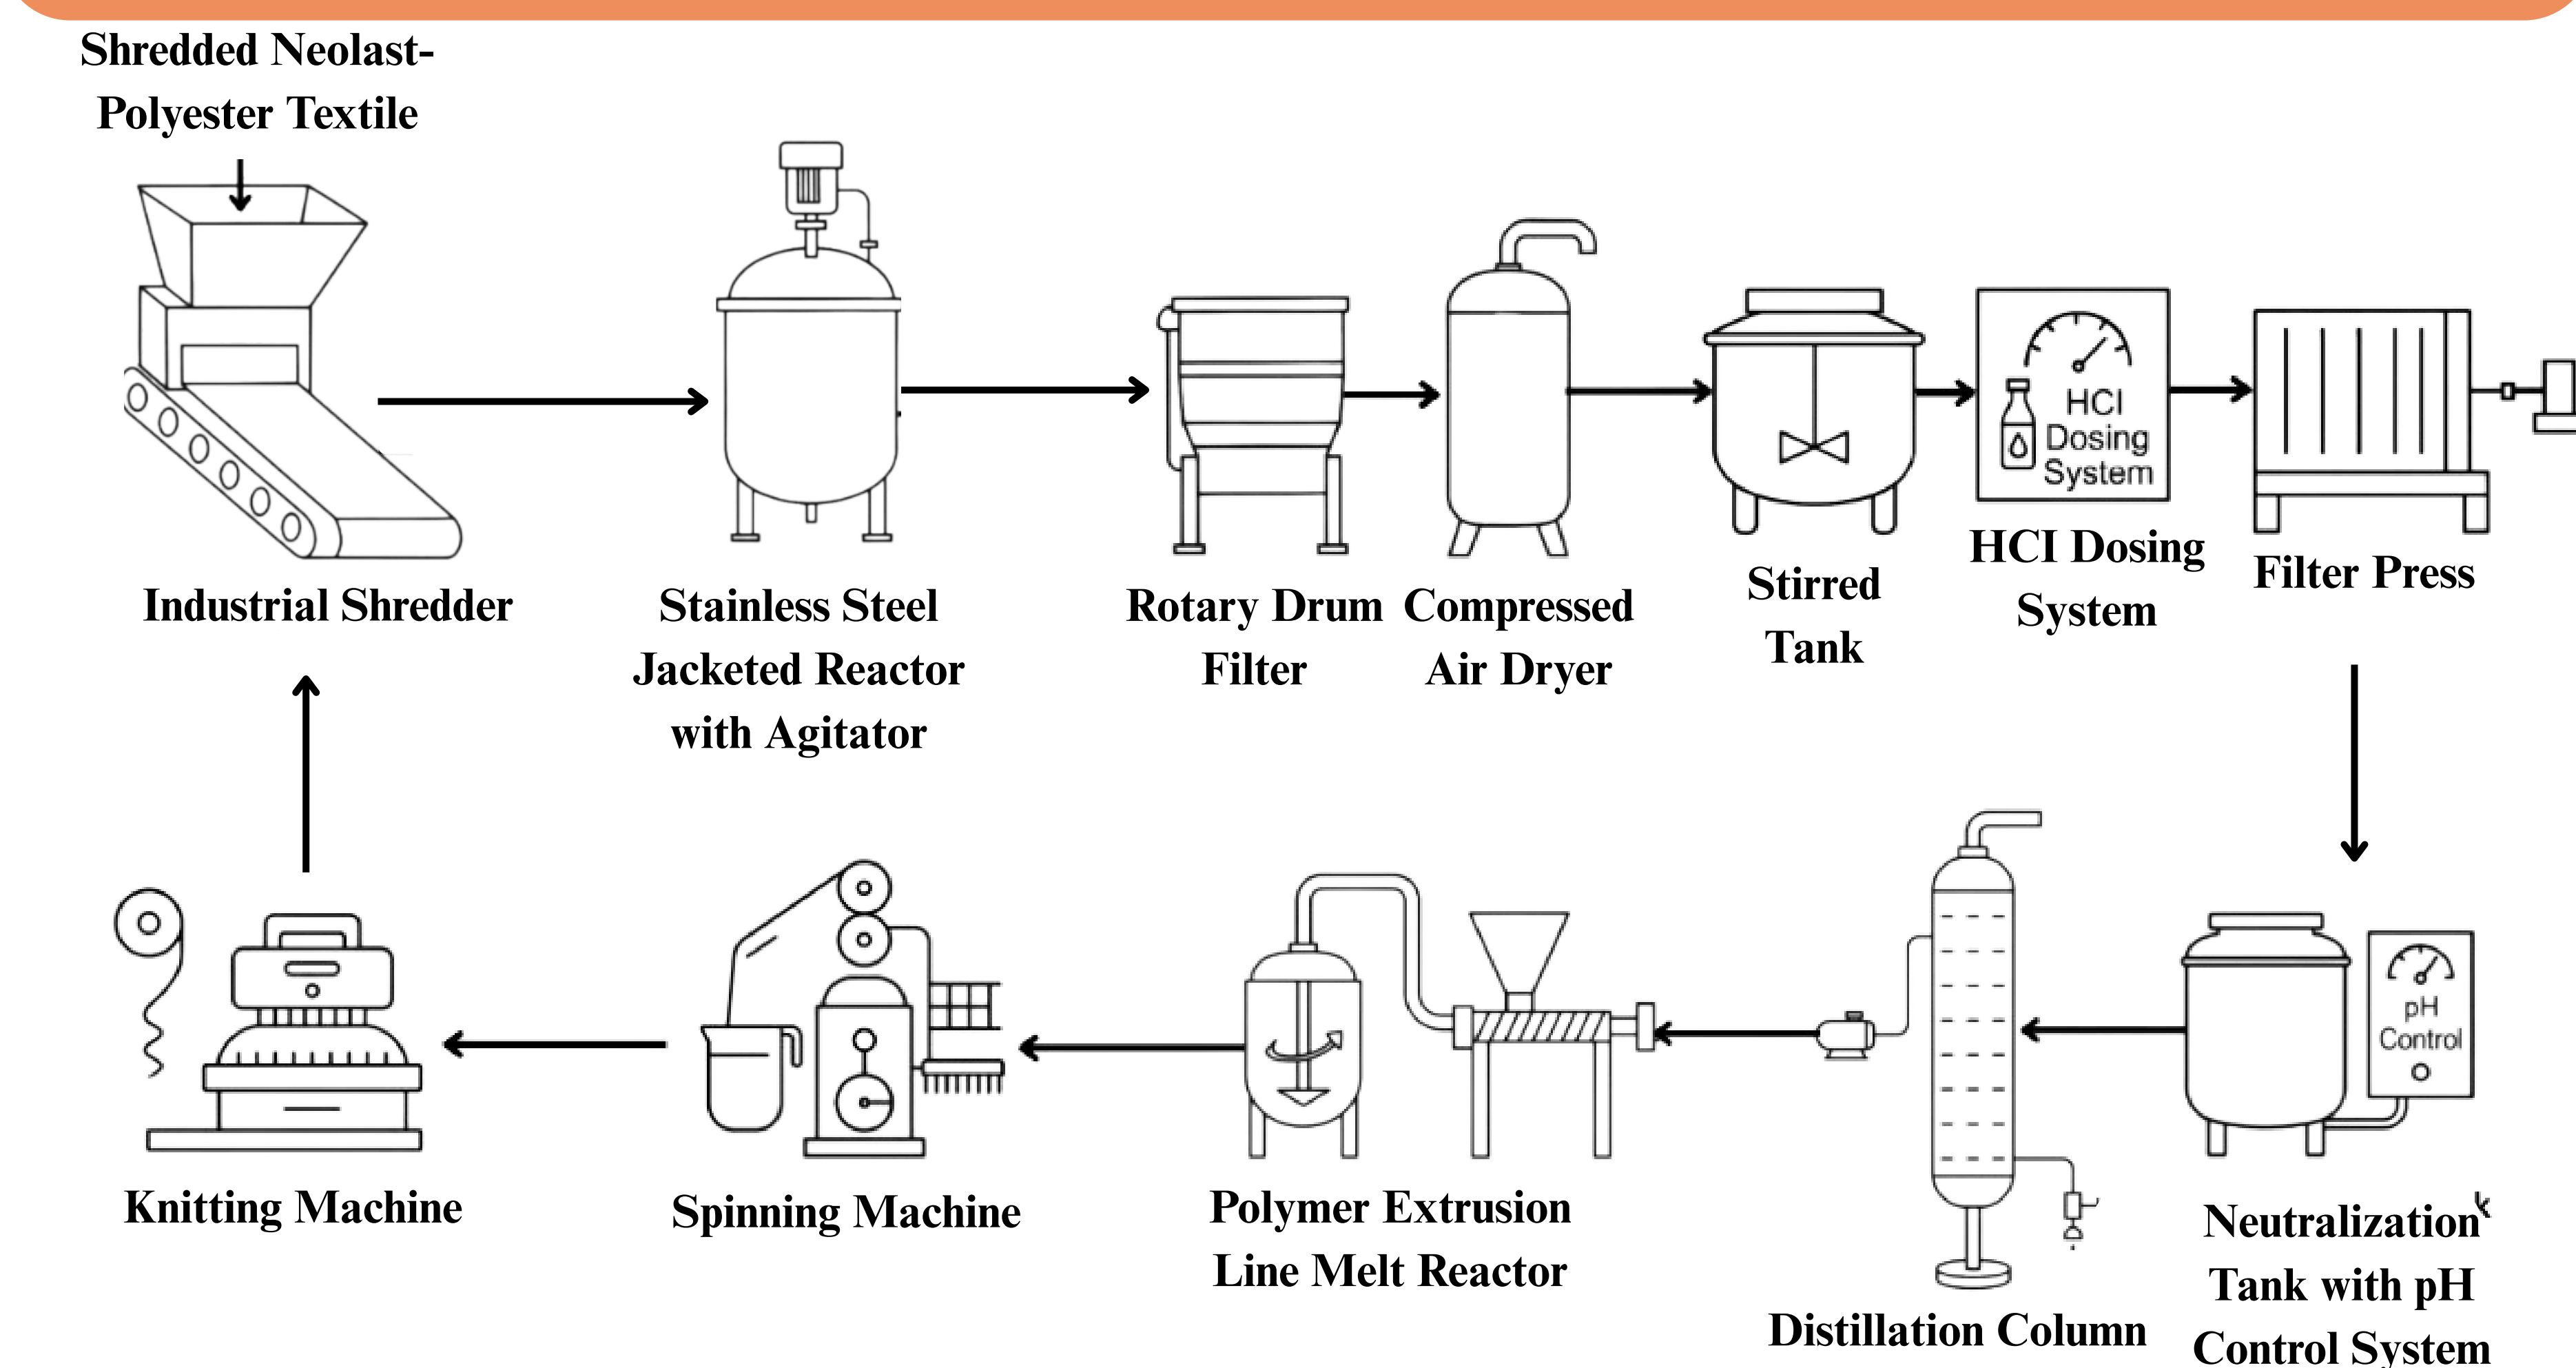 Shredded Neolast-
Polyester Textile
HCl
Dosing
System
Industrial Shredder
Stainless Steel
Jacketed Reactor
with Agitator
Rotary Drum
Filter
Compressed
Air Dryer
Stirred
Tank
HCl Dosing
System
Filter Press
pH
Control
Knitting Machine
Spinning Machine
Polymer Extrusion
Line Melt Reactor
Distillation Column
Neutralization
Tank with pH
Control System